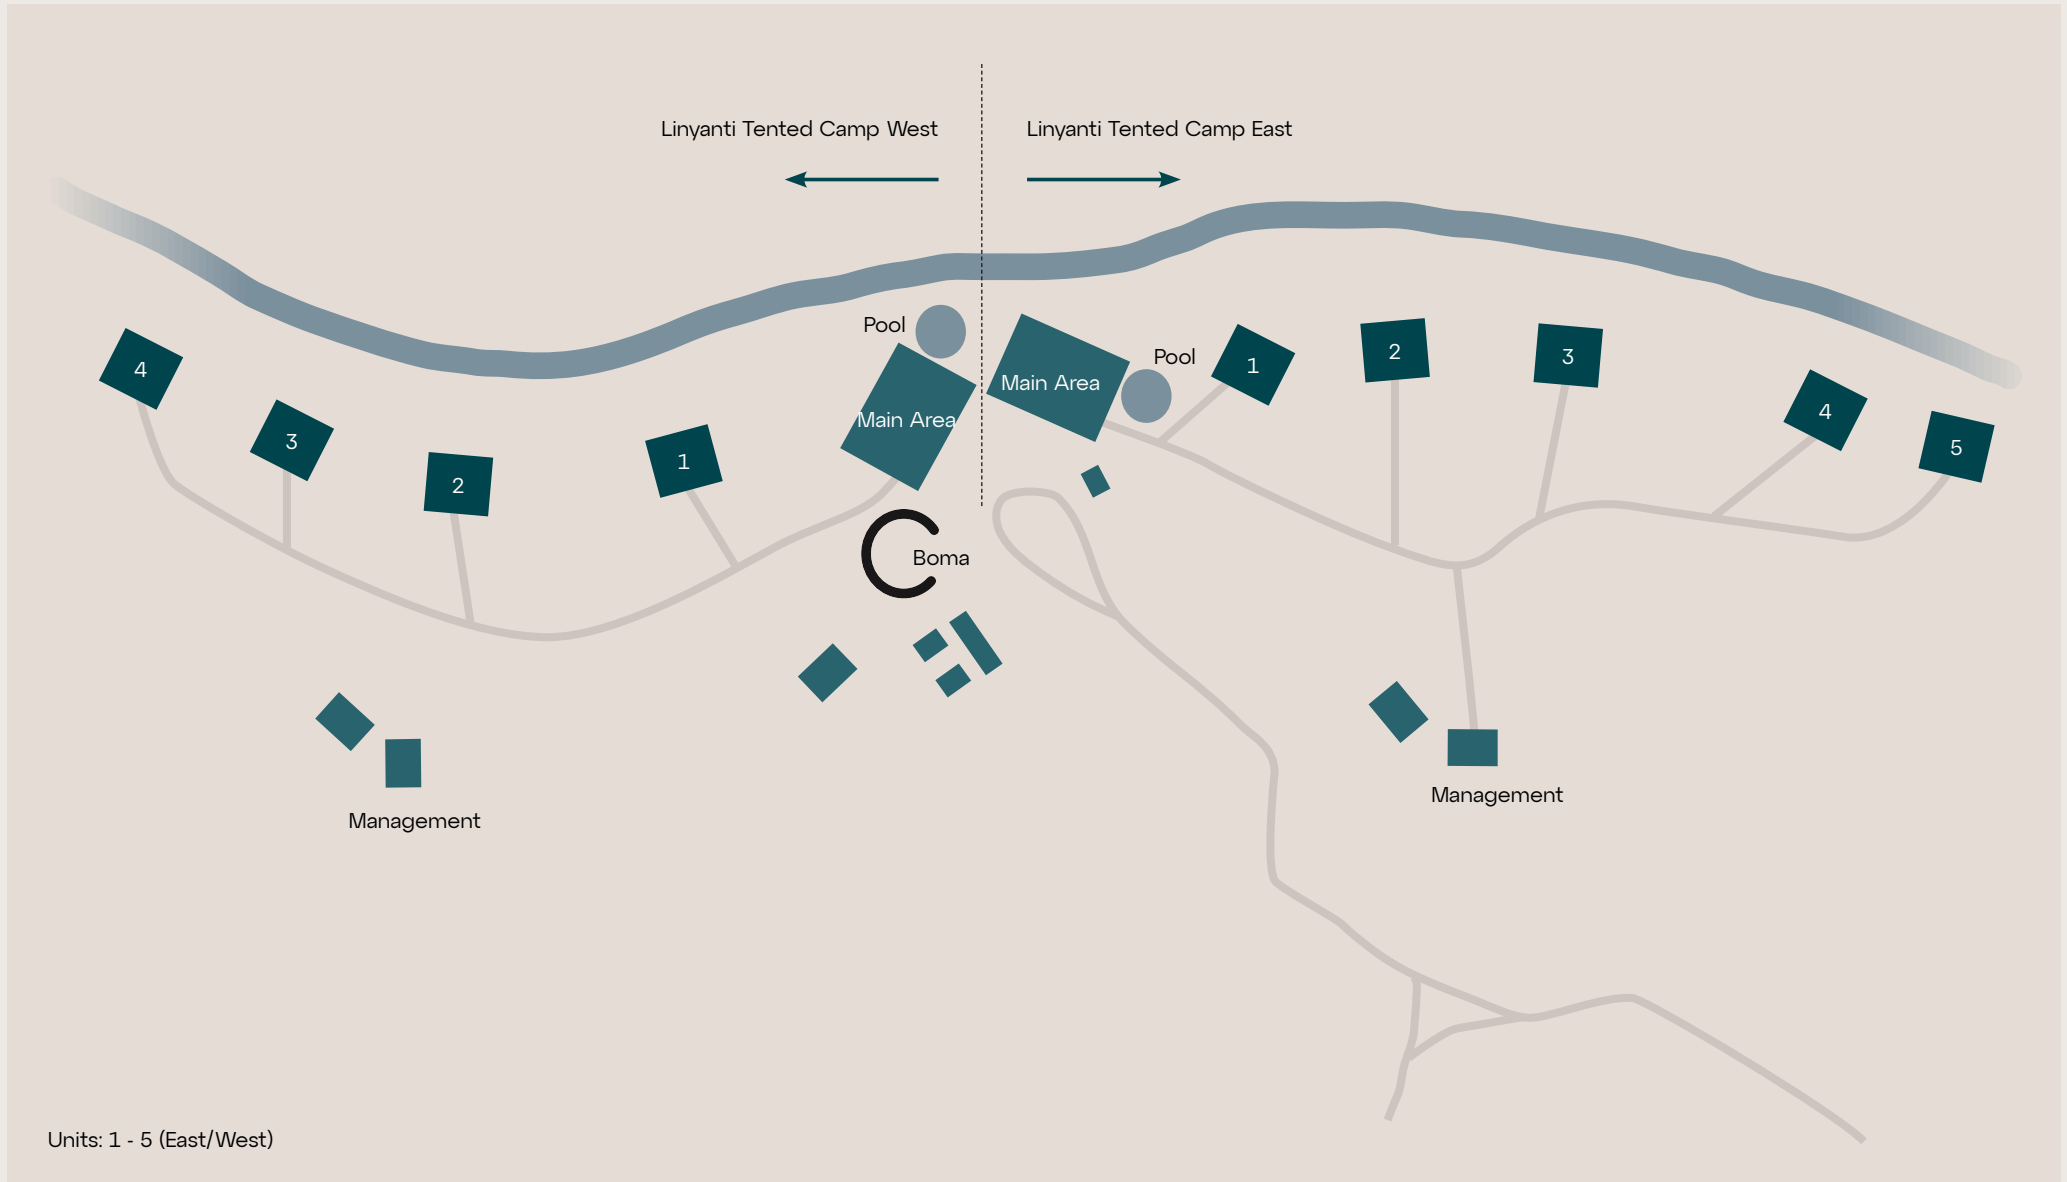 Linyanti Tented Camp West
Linyanti Tented Camp East
Pool
Main Area
Main Area
Pool
1
2
3
4
5
4
3
2
1
Boma
Management
Management
Units: 1 - 5 (East/West)